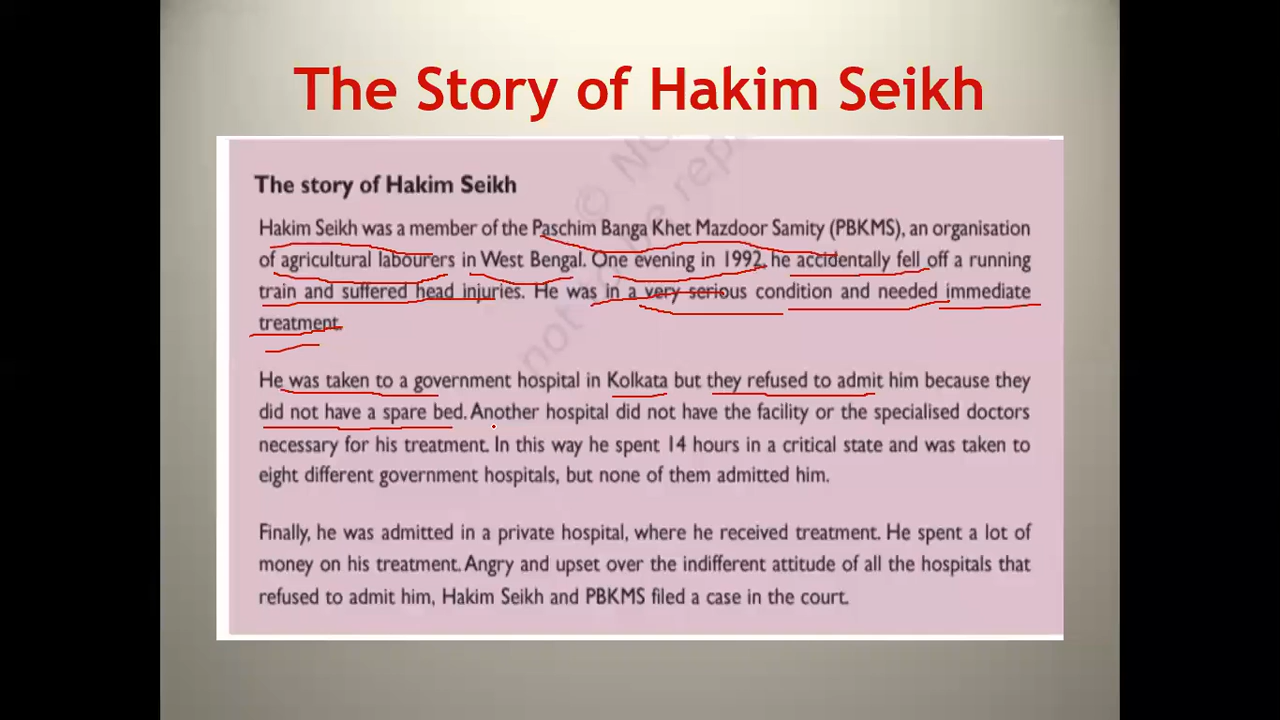 The Story of Hakim Seikh
The story of Hakim Seikh
Hakim Seikh was a member of the Paschim Banga Khet Mazdoor Samity (PBKMS), an organisation
of agricultural labourers in West Bengal. One evening in 1992, he accidentally fell off a running
train and suffered head injuries. He was in a very serious condition and needed immediate
treatment.
He was taken to a government hospital in Kolkata but they refused to admit him because they
did not have a spare bed. Another hospital did not have the facility or the specialised doctors
necessary for his treatment. In this way he spent 14 hours in a critical state and was taken to
eight different government hospitals, but none of them admitted him.
Finally, he was admitted in a private hospital, where he received treatment. He spent a lot of
money on his treatment. Angry and upset over the indifferent attitude of all the hospitals that
refused to admit him, Hakim Seikh and PBKMS filed a case in the court.
not to be